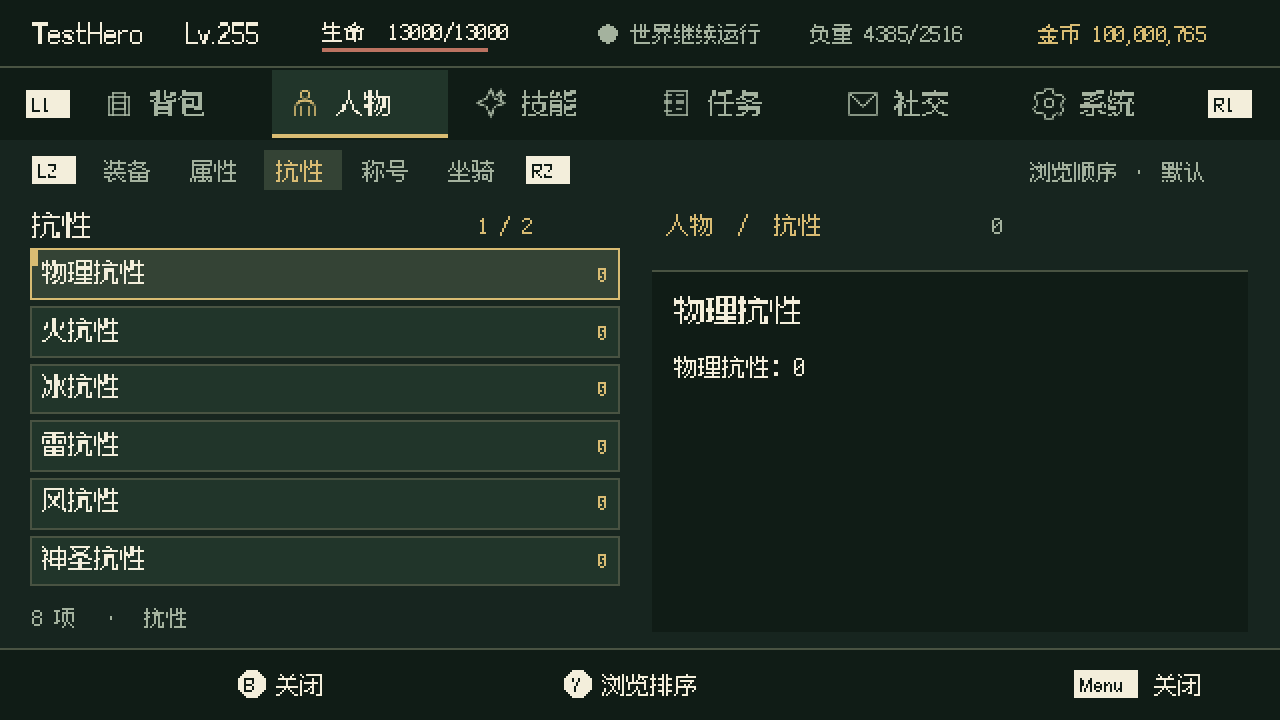 TestHero Lv.255 生命 13000/13000 世界继续运行 负重 4385/2516 金币 100,000,765
L1 背包 人物 技能 任务 社交 系统 R1
L2 装备 属性 抗性 称号 坐骑 R2 浏览顺序 · 默认
抗性 1 / 2
人物 / 抗性 0
物理抗性 0
火抗性 0
冰抗性 0
雷抗性 0
风抗性 0
神圣抗性 0
物理抗性
物理抗性: 0
8 项 · 抗性
B 关闭 Y 浏览排序 Menu 关闭